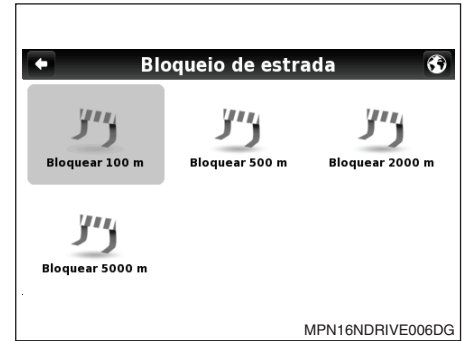 Bloqueio de estrada
Bloquear 100 m
Bloquear 500 m
Bloquear 2000 m
Bloquear 5000 m
MPN16NDRIVE006DG